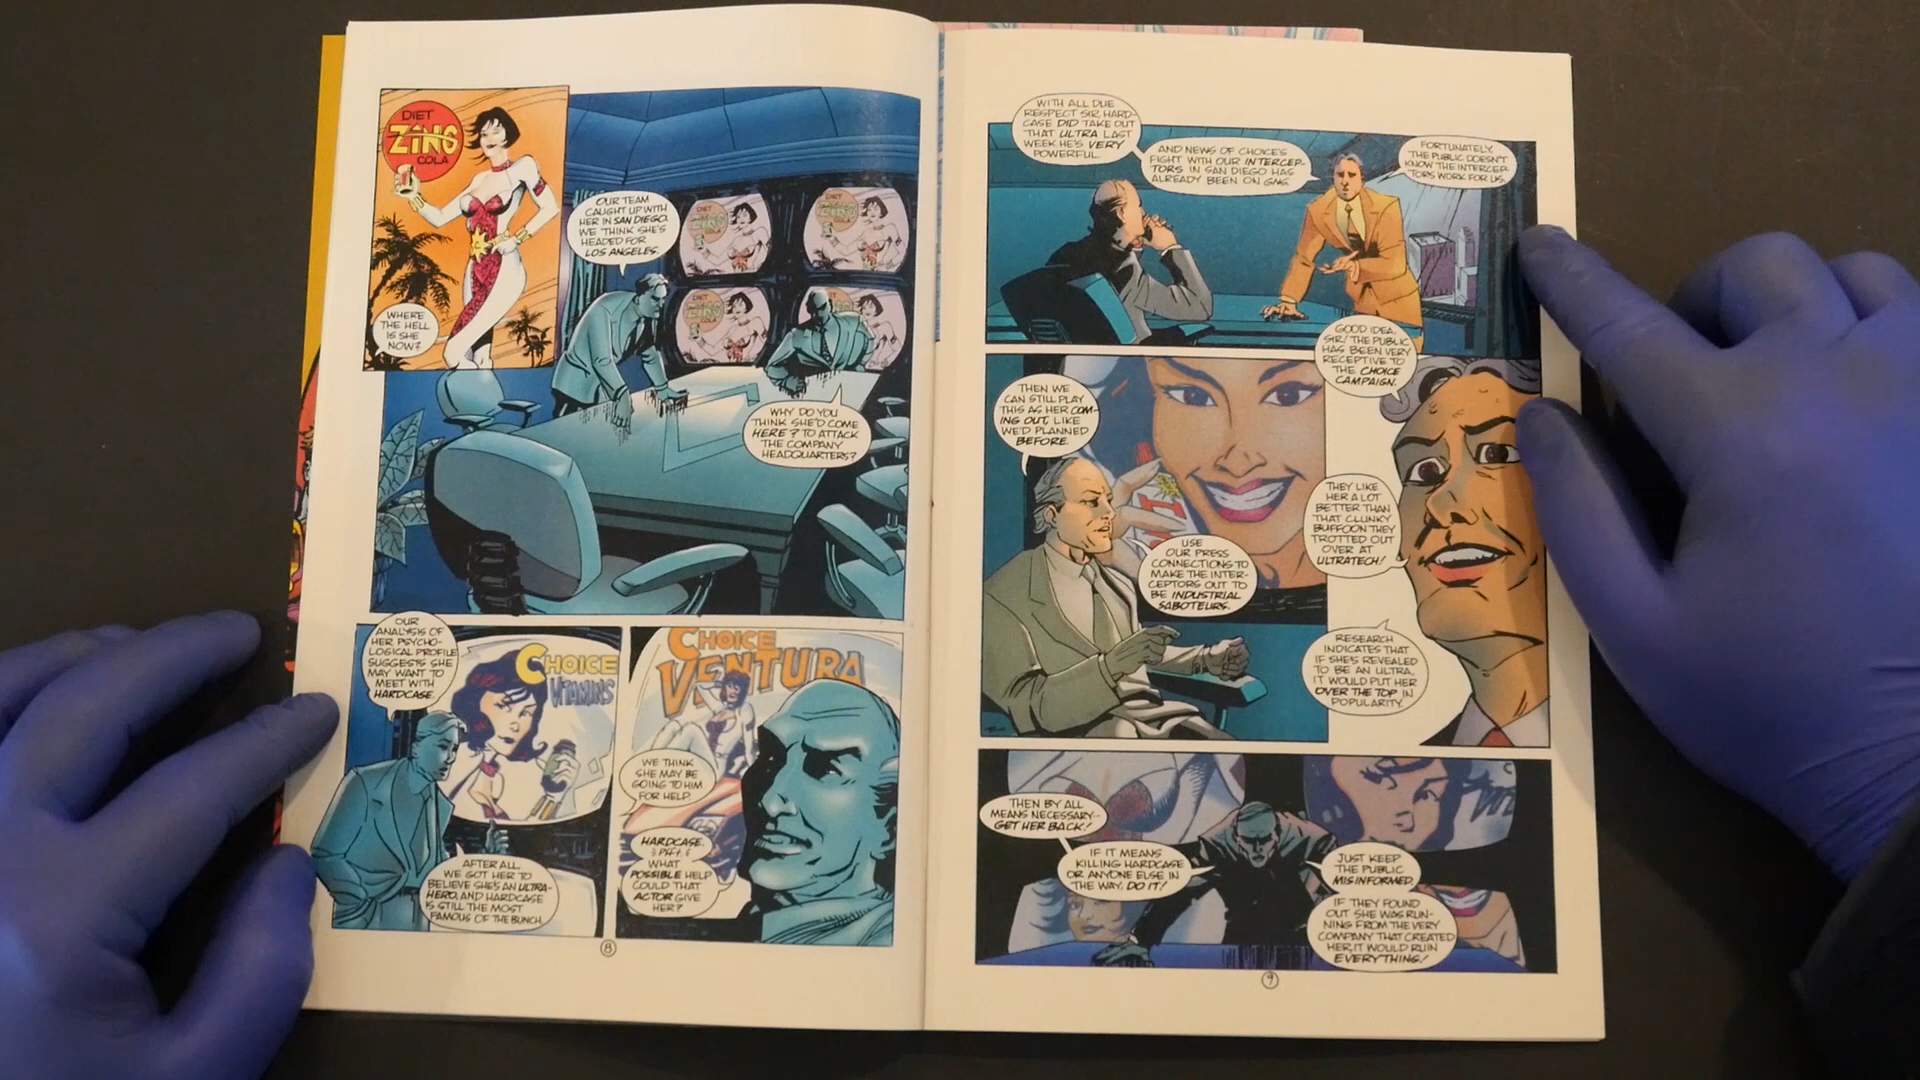 DIET
ZING
COLA
WHERE
THE HELL
IS SHE
NOW?
OUR TEAM
CAUGHT UP WITH
HER IN SAN DIEGO.
WE THINK SHE'S
HEADED FOR
LOS ANGELES.
DIET
ZING
DIET
ZING
WHY DO YOU
THINK SHE'D COME
HERE? TO ATTACK
THE COMPANY
HEADQUARTERS?
OUR
ANALYSIS OF
HER PSYCHO-
LOGICAL PROFILE
SUGGESTS SHE
MAY WANT TO
MEET WITH
HARDCASE.
CHOICE
VITAMINS
AFTER ALL,
WE GOT HER TO
BELIEVE SHE'S AN ULTRA-
HERO, AND HARDCASE
IS STILL THE MOST
FAMOUS OF THE BUNCH.
CHOICE
VENTURA
WE THINK
SHE MAY BE
GOING TO HIM
FOR HELP.
HARDCASE.
PFFT.
WHAT
POSSIBLE HELP
COULD THAT
ACTOR GIVE
HER?
8
WITH ALL DUE
RESPECT SIR, HARD-
CASE DID TAKE OUT
THAT ULTRA LAST
WEEK. HE'S VERY
POWERFUL.
AND NEWS OF CHOICE'S
FIGHT WITH OUR INTERCEP-
TORS IN SAN DIEGO HAS
ALREADY BEEN ON GNS.
FORTUNATELY,
THE PUBLIC DOESN'T
KNOW THE INTERCEP-
TORS WORK FOR US.
THEN WE
CAN STILL PLAY
THIS AS HER COM-
ING OUT, LIKE
WE'D PLANNED
BEFORE.
USE
OUR PRESS
CONNECTIONS TO
MAKE THE INTER-
CEPTORS OUT TO
BE INDUSTRIAL
SABOTEURS.
GOOD IDEA,
SIR! THE PUBLIC
HAS BEEN VERY
RECEPTIVE TO
THE CHOICE
CAMPAIGN.
THEY LIKE
HER A LOT
BETTER THAN
THAT CLUNKY
BUFFOON THEY
TROTTED OUT
OVER AT
ULTRATECH!
RESEARCH
INDICATES THAT
IF SHE'S REVEALED
TO BE AN ULTRA,
IT WOULD PUT HER
OVER THE TOP IN
POPULARITY.
THEN BY ALL
MEANS NECESSARY--
GET HER BACK!
IF IT MEANS
KILLING HARDCASE
OR ANYONE ELSE IN
THE WAY, DO IT!
JUST KEEP
THE PUBLIC
MISINFORMED.
IF THEY FOUND
OUT SHE WAS RUN-
NING FROM THE VERY
COMPANY THAT CREATED
HER, IT WOULD RUIN
EVERYTHING!
9